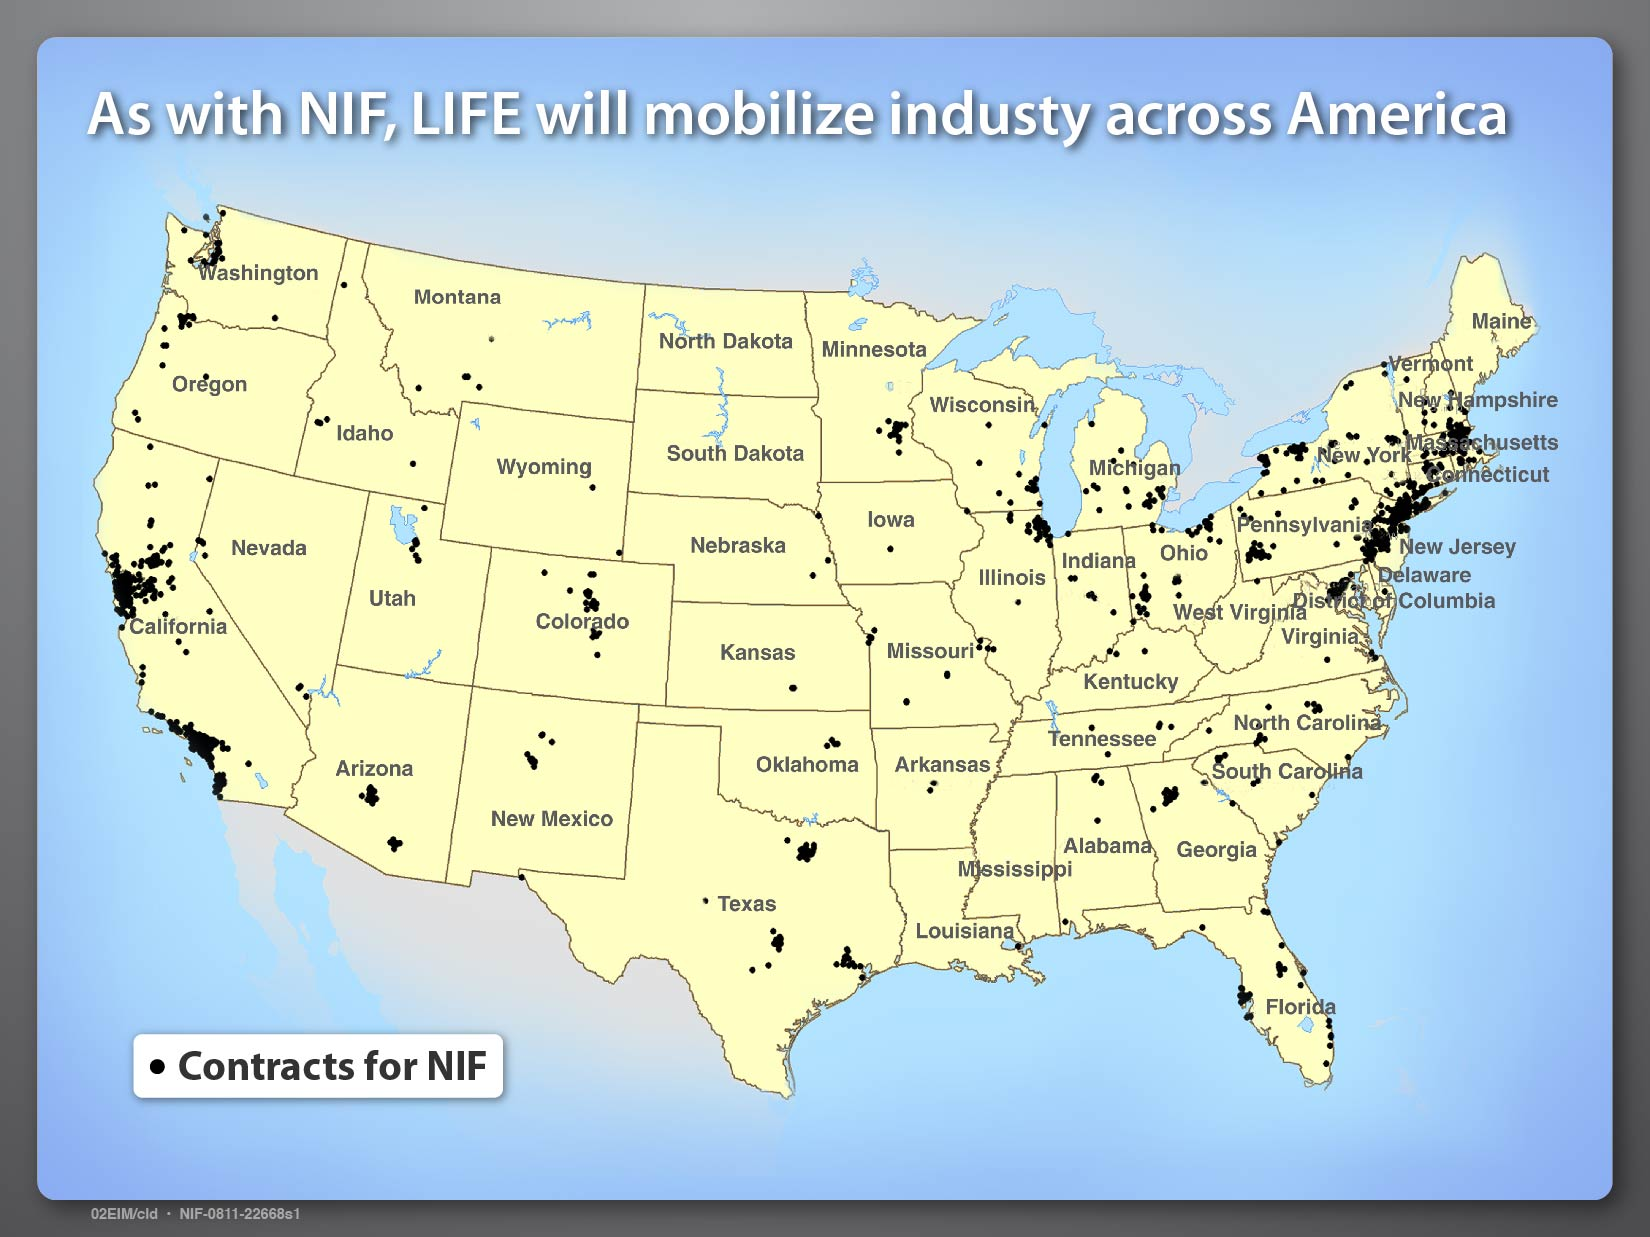 As with NIF, LIFE will mobilize industy across America
Washington
Montana
North Dakota
Minnesota
Maine
Oregon
Idaho
Wyoming
South Dakota
Wisconsin
Michigan
Vermont
New Hampshire
New York
Massachusetts
Connecticut
Nevada
Utah
Colorado
Nebraska
Iowa
Illinois
Indiana
Ohio
Pennsylvania
New Jersey
Delaware
District of Columbia
West Virginia
Virginia
California
Kansas
Missouri
Kentucky
Arizona
New Mexico
Oklahoma
Arkansas
Tennessee
North Carolina
South Carolina
Texas
Louisiana
Mississippi
Alabama
Georgia
Florida
• Contracts for NIF
02EIM/cld • NIF-0811-22668s1